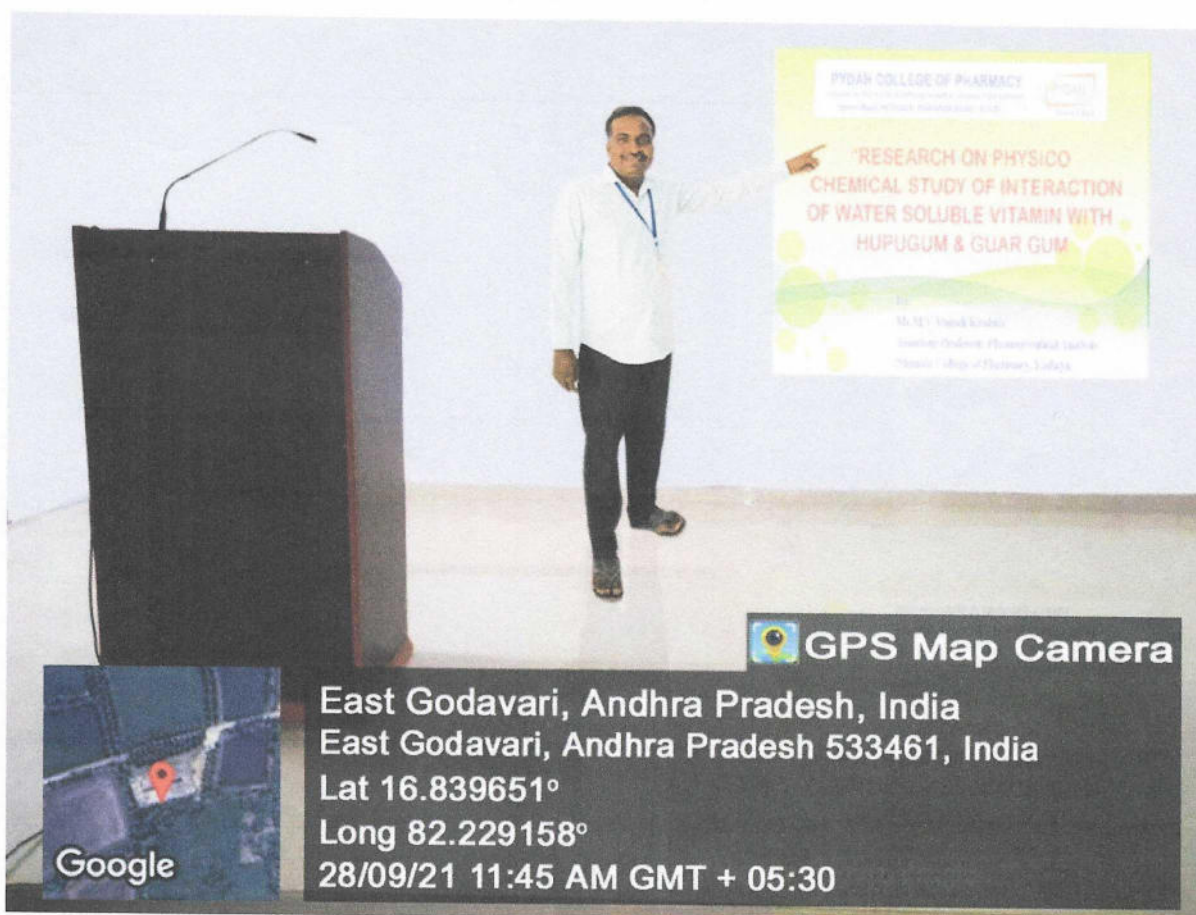 PYDAH COLLEGE OF PHARMACY
PYDAH
"RESEARCH ON PHYSICO
CHEMICAL STUDY OF INTERACTION
OF WATER SOLUBLE VITAMIN WITH
HUPUGUM & GUAR GUM
GPS Map Camera
East Godavari, Andhra Pradesh, India
East Godavari, Andhra Pradesh 533461, India
Lat 16.839651°
Long 82.229158°
28/09/21 11:45 AM GMT + 05:30
Google